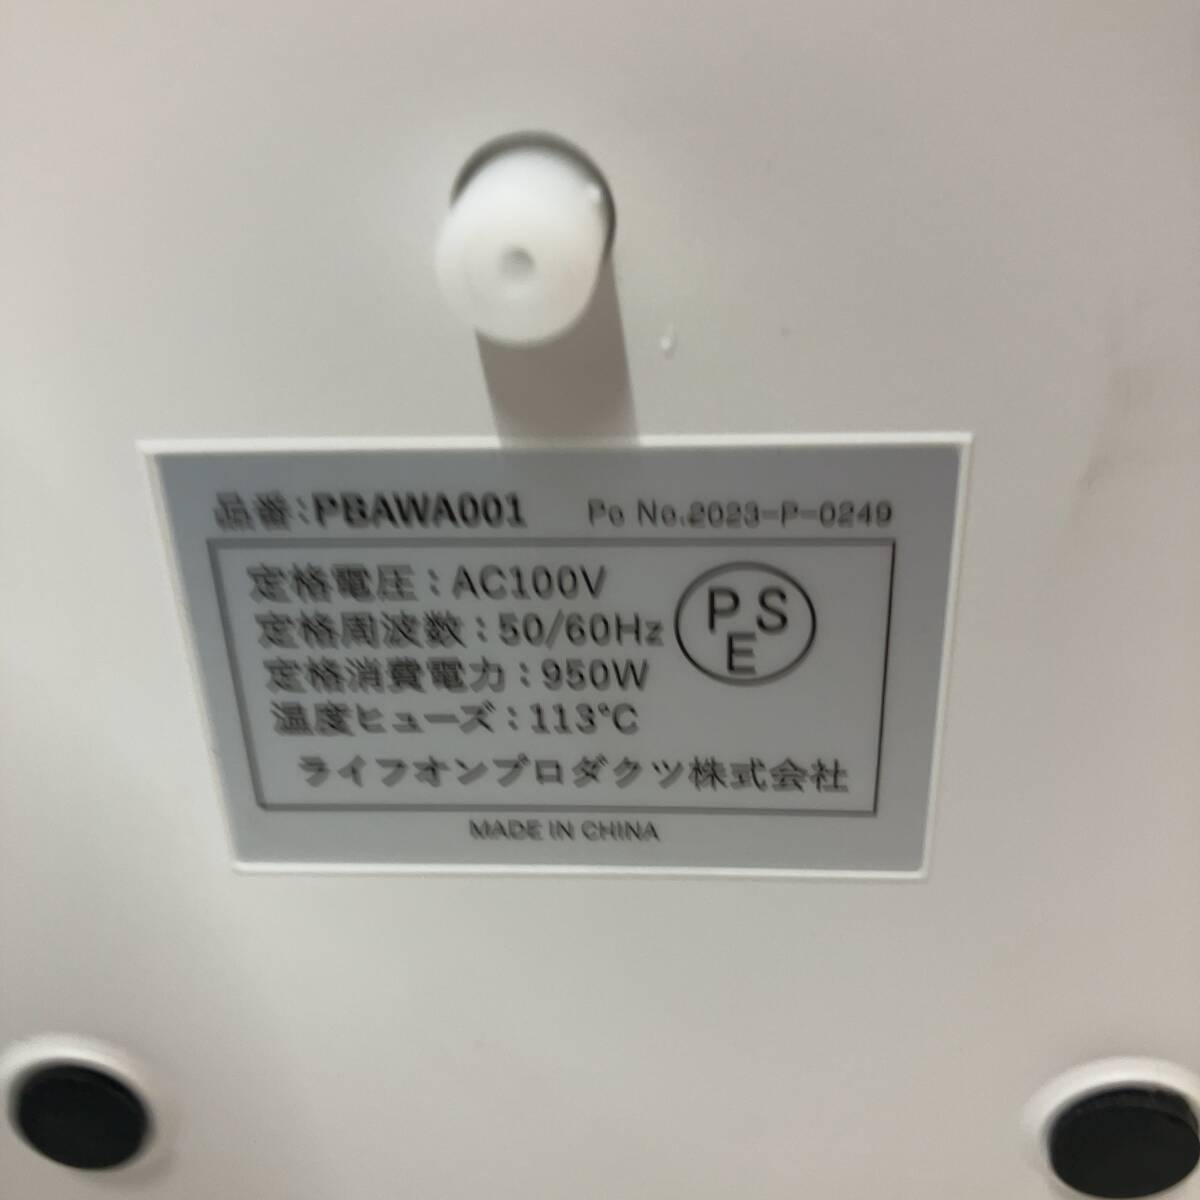 品番:PBAWA001 Po No.2023-P-0249
定格電圧:AC100V
定格周波数:50/60Hz
定格消費電力:950W
温度ヒューズ:113℃
PSE
ライフオンプロダクツ株式会社
MADE IN CHINA